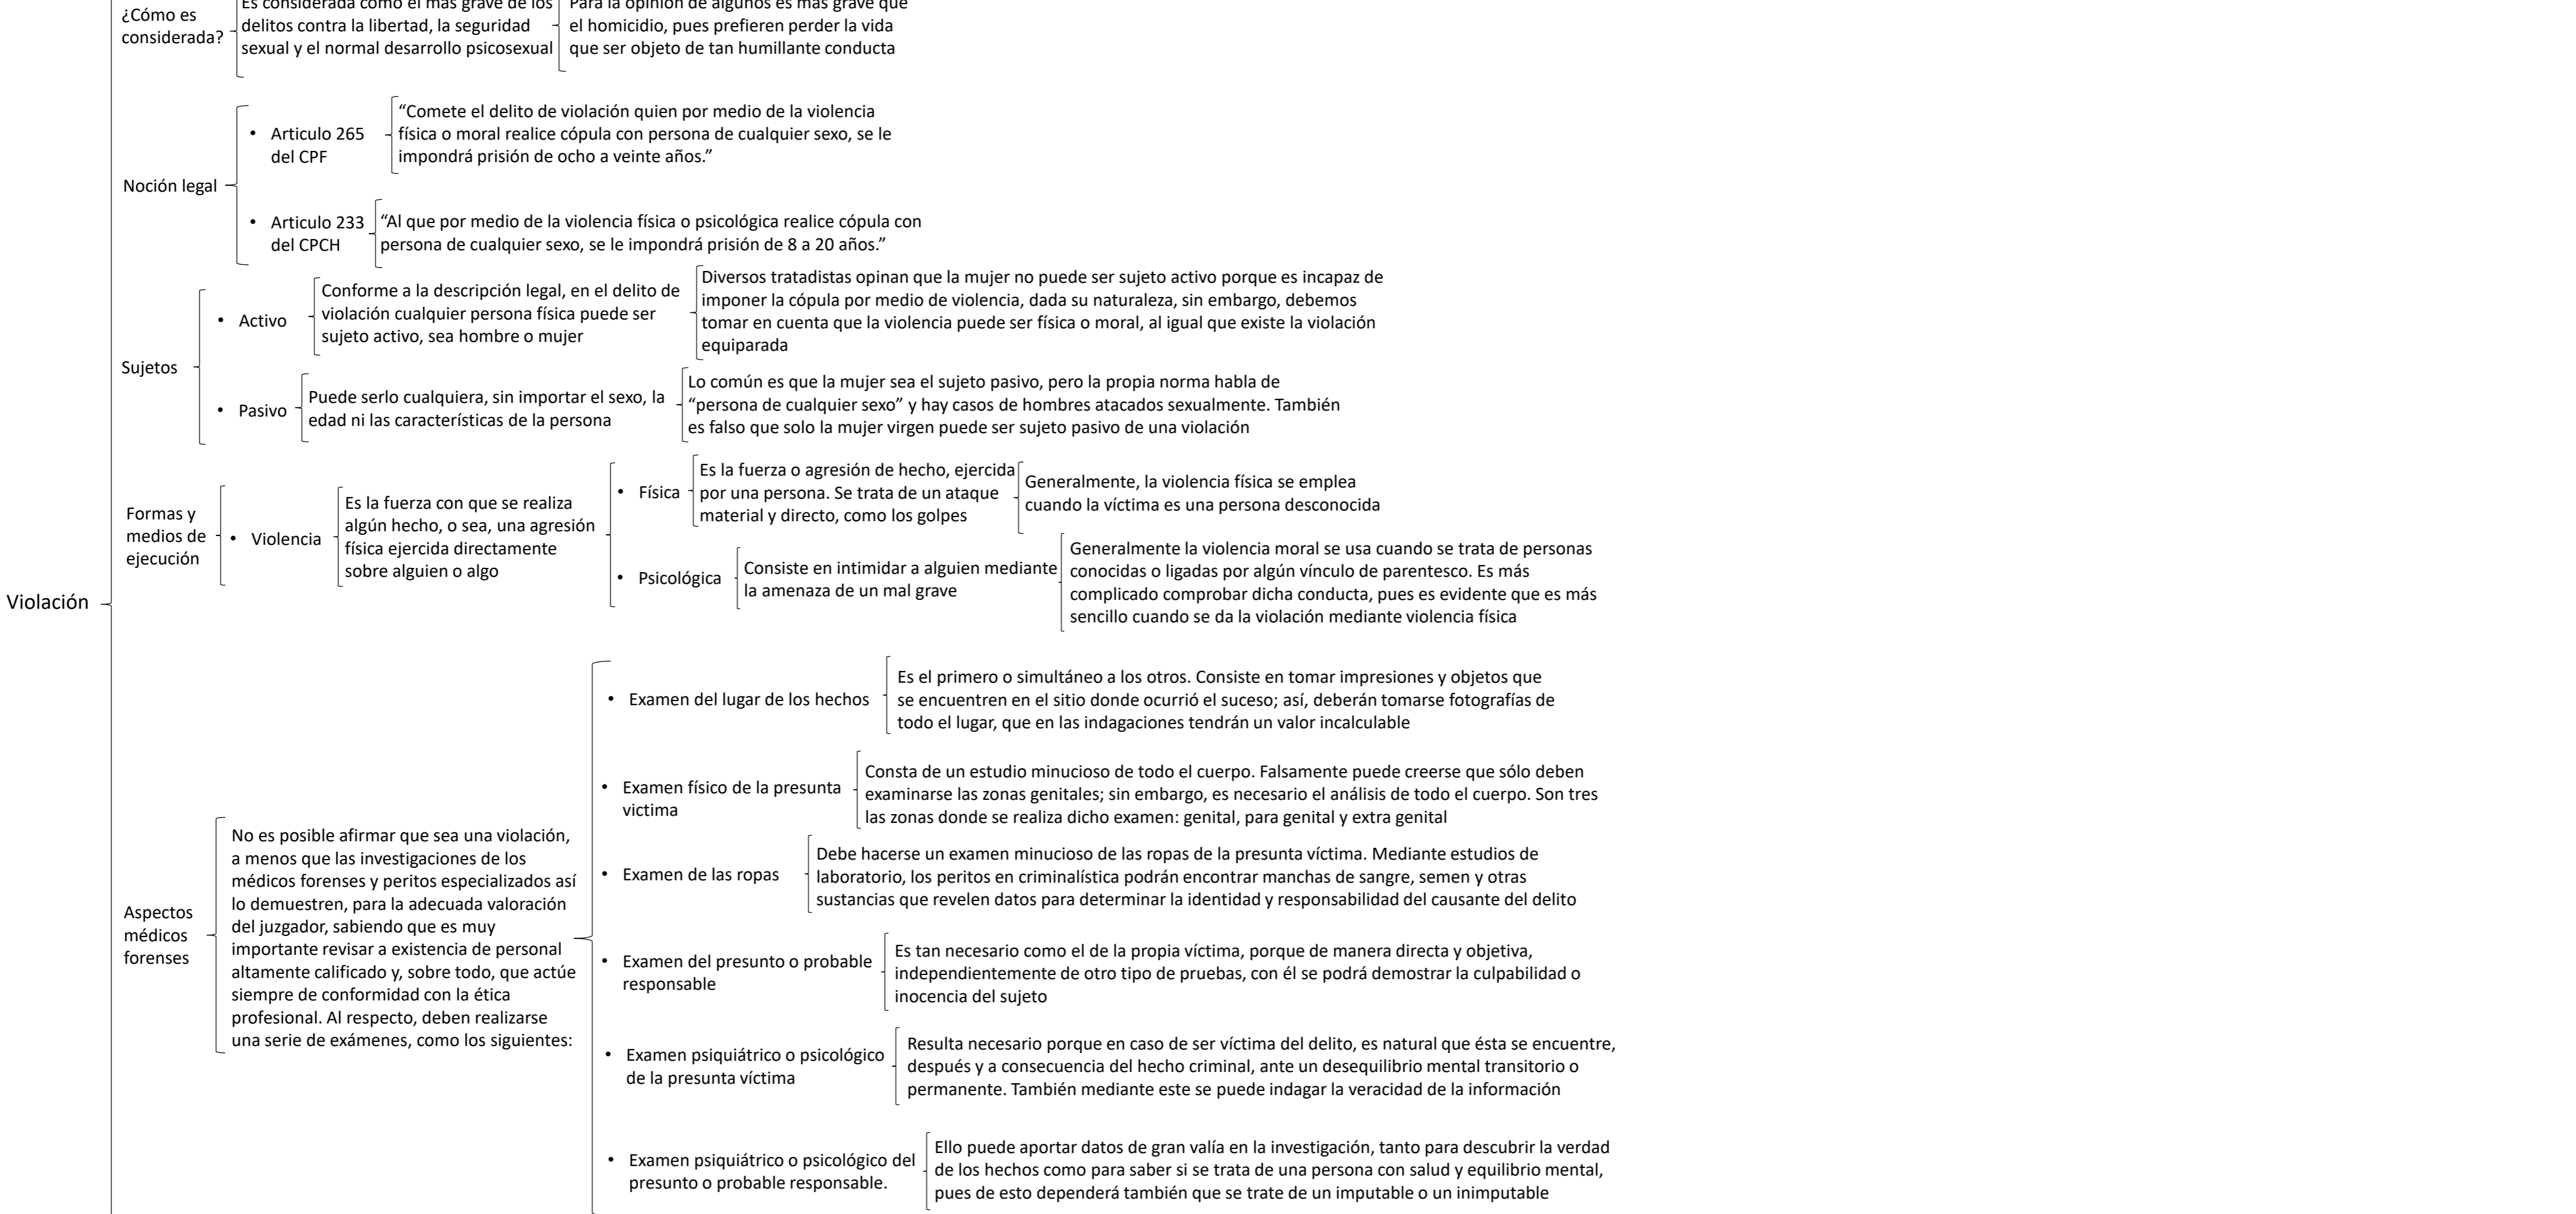 Violación
¿Cómo es
considerada?
Es considerada como el más grave de los
delitos contra la libertad, la seguridad
sexual y el normal desarrollo psicosexual
Para la opinión de algunos es más grave que
el homicidio, pues prefieren perder la vida
que ser objeto de tan humillante conducta
Noción legal
• Articulo 265
del CPF
“Comete el delito de violación quien por medio de la violencia
física o moral realice cópula con persona de cualquier sexo, se le
impondrá prisión de ocho a veinte años.”
• Articulo 233
del CPCH
“Al que por medio de la violencia física o psicológica realice cópula con
persona de cualquier sexo, se le impondrá prisión de 8 a 20 años.”
Sujetos
• Activo
Conforme a la descripción legal, en el delito de
violación cualquier persona física puede ser
sujeto activo, sea hombre o mujer
Diversos tratadistas opinan que la mujer no puede ser sujeto activo porque es incapaz de
imponer la cópula por medio de violencia, dada su naturaleza, sin embargo, debemos
tomar en cuenta que la violencia puede ser física o moral, al igual que existe la violación
equiparada
• Pasivo
Puede serlo cualquiera, sin importar el sexo, la
edad ni las características de la persona
Lo común es que la mujer sea el sujeto pasivo, pero la propia norma habla de
“persona de cualquier sexo” y hay casos de hombres atacados sexualmente. También
es falso que solo la mujer virgen puede ser sujeto pasivo de una violación
Formas y
medios de
ejecución
• Violencia
Es la fuerza con que se realiza
algún hecho, o sea, una agresión
física ejercida directamente
sobre alguien o algo
• Física
Es la fuerza o agresión de hecho, ejercida
por una persona. Se trata de un ataque
material y directo, como los golpes
Generalmente, la violencia física se emplea
cuando la víctima es una persona desconocida
• Psicológica
Consiste en intimidar a alguien mediante
la amenaza de un mal grave
Generalmente la violencia moral se usa cuando se trata de personas
conocidas o ligadas por algún vínculo de parentesco. Es más
complicado comprobar dicha conducta, pues es evidente que es más
sencillo cuando se da la violación mediante violencia física
Aspectos
médicos
forenses
No es posible afirmar que sea una violación,
a menos que las investigaciones de los
médicos forenses y peritos especializados así
lo demuestren, para la adecuada valoración
del juzgador, sabiendo que es muy
importante revisar a existencia de personal
altamente calificado y, sobre todo, que actúe
siempre de conformidad con la ética
profesional. Al respecto, deben realizarse
una serie de exámenes, como los siguientes:
• Examen del lugar de los hechos
Es el primero o simultáneo a los otros. Consiste en tomar impresiones y objetos que
se encuentren en el sitio donde ocurrió el suceso; así, deberán tomarse fotografías de
todo el lugar, que en las indagaciones tendrán un valor incalculable
• Examen físico de la presunta
victima
Consta de un estudio minucioso de todo el cuerpo. Falsamente puede creerse que sólo deben
examinarse las zonas genitales; sin embargo, es necesario el análisis de todo el cuerpo. Son tres
las zonas donde se realiza dicho examen: genital, para genital y extra genital
• Examen de las ropas
Debe hacerse un examen minucioso de las ropas de la presunta víctima. Mediante estudios de
laboratorio, los peritos en criminalística podrán encontrar manchas de sangre, semen y otras
sustancias que revelen datos para determinar la identidad y responsabilidad del causante del delito
• Examen del presunto o probable
responsable
Es tan necesario como el de la propia víctima, porque de manera directa y objetiva,
independientemente de otro tipo de pruebas, con él se podrá demostrar la culpabilidad o
inocencia del sujeto
• Examen psiquiátrico o psicológico
de la presunta víctima
Resulta necesario porque en caso de ser víctima del delito, es natural que ésta se encuentre,
después y a consecuencia del hecho criminal, ante un desequilibrio mental transitorio o
permanente. También mediante este se puede indagar la veracidad de la información
• Examen psiquiátrico o psicológico del
presunto o probable responsable.
Ello puede aportar datos de gran valía en la investigación, tanto para descubrir la verdad
de los hechos como para saber si se trata de una persona con salud y equilibrio mental,
pues de esto dependerá también que se trate de un imputable o un inimputable